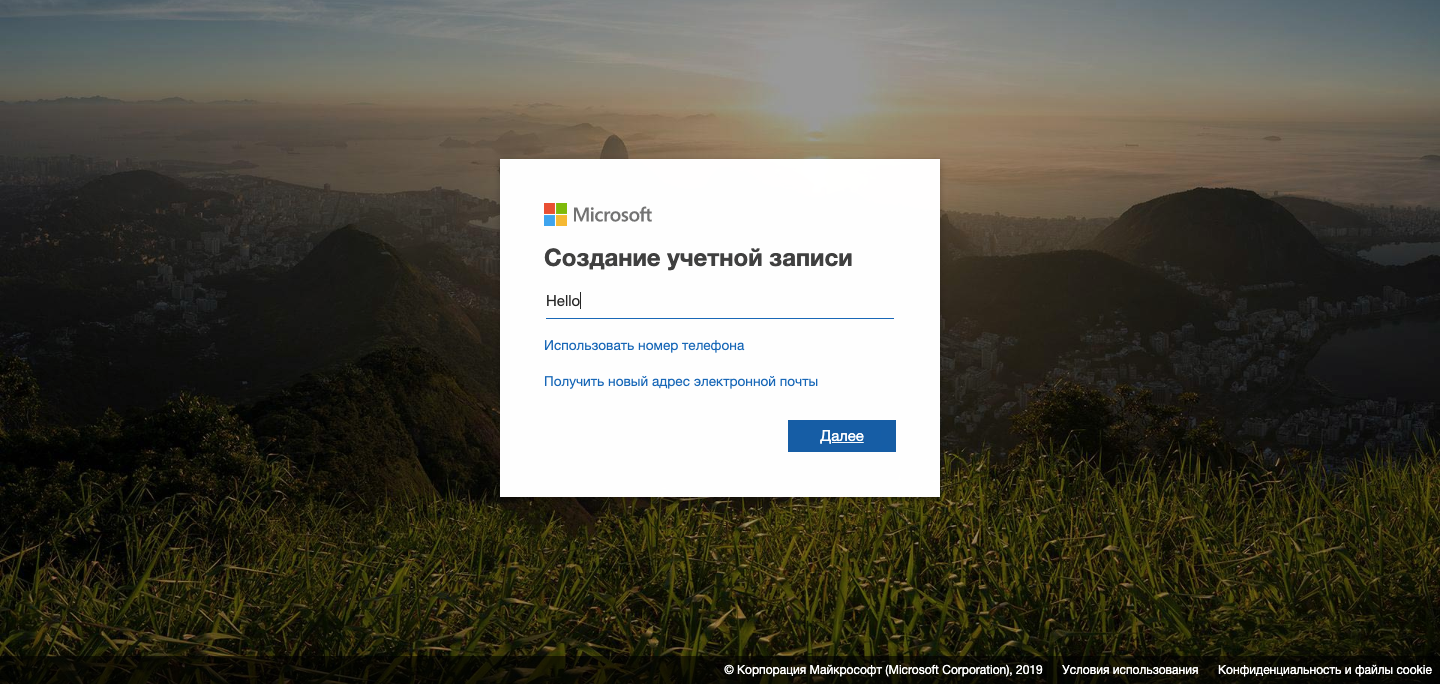 Microsoft
Создание учетной записи
Hello
Использовать номер телефона
Получить новый адрес электронной почты
Далее
© Корпорация Майкрософт (Microsoft Corporation), 2019 Условия использования Конфиденциальность и файлы cookie